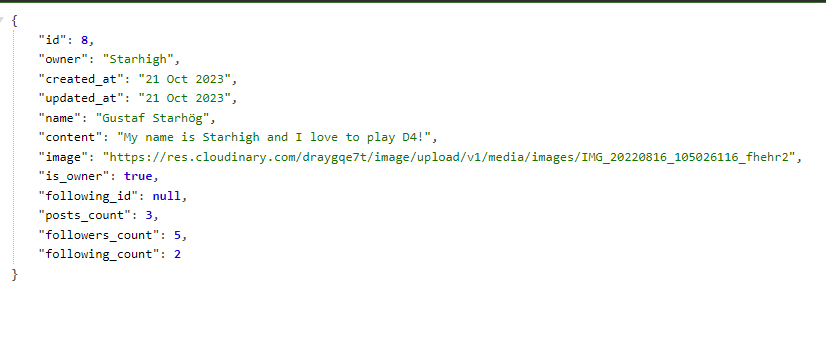 {
"id": 8,
"owner": "Starhigh",
"created_at": "21 Oct 2023",
"updated_at": "21 Oct 2023",
"name": "Gustaf Starhög",
"content": "My name is Starhigh and I love to play D4!",
"image": "https://res.cloudinary.com/draygqe7t/image/upload/v1/media/images/IMG_20220816_105026116_fhehr2",
"is_owner": true,
"following_id": null,
"posts_count": 3,
"followers_count": 5,
"following_count": 2
}